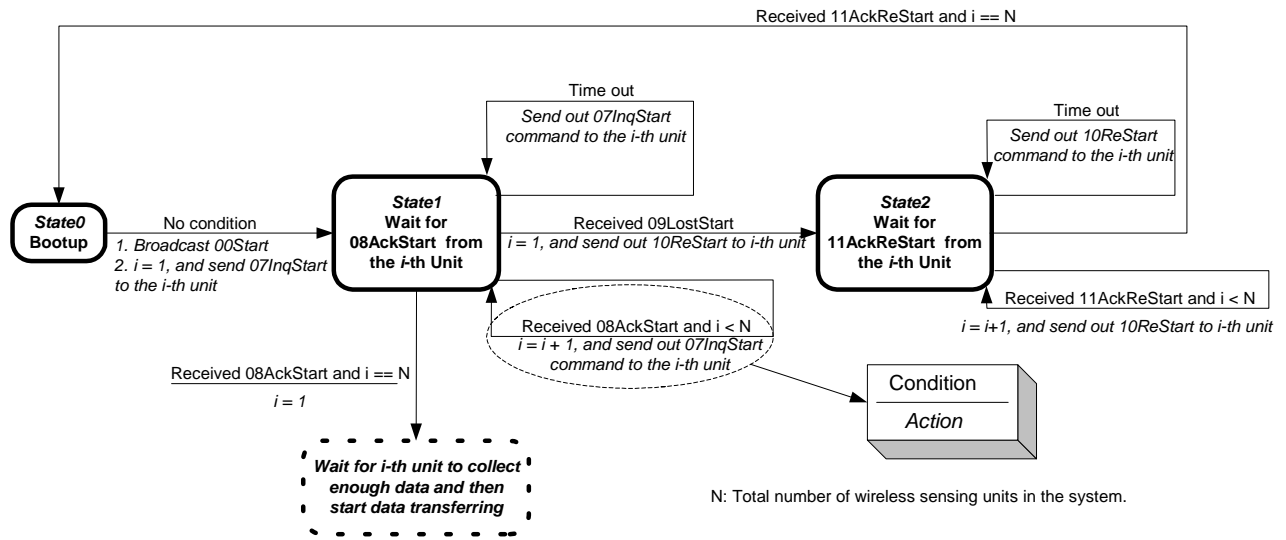 Received 11AckReStart and i == N
Time out
Send out 07InqStart
command to the i-th unit
Time out
Send out 10ReStart
command to the i-th unit
State0
Bootup
No condition
1. Broadcast 00Start
2. i = 1, and send 07InqStart
to the i-th unit
State1
Wait for
08AckStart from
the i-th Unit
Received 09LostStart
i = 1, and send out 10ReStart to i-th unit
State2
Wait for
11AckReStart from
the i-th Unit
Received 11AckReStart and i < N
i = i+1, and send out 10ReStart to i-th unit
Received 08AckStart and i < N
i = i + 1, and send out 07InqStart
command to the i-th unit
Received 08AckStart and i == N
i = 1
Condition
Action
Wait for i-th unit to collect
enough data and then
start data transferring
N: Total number of wireless sensing units in the system.